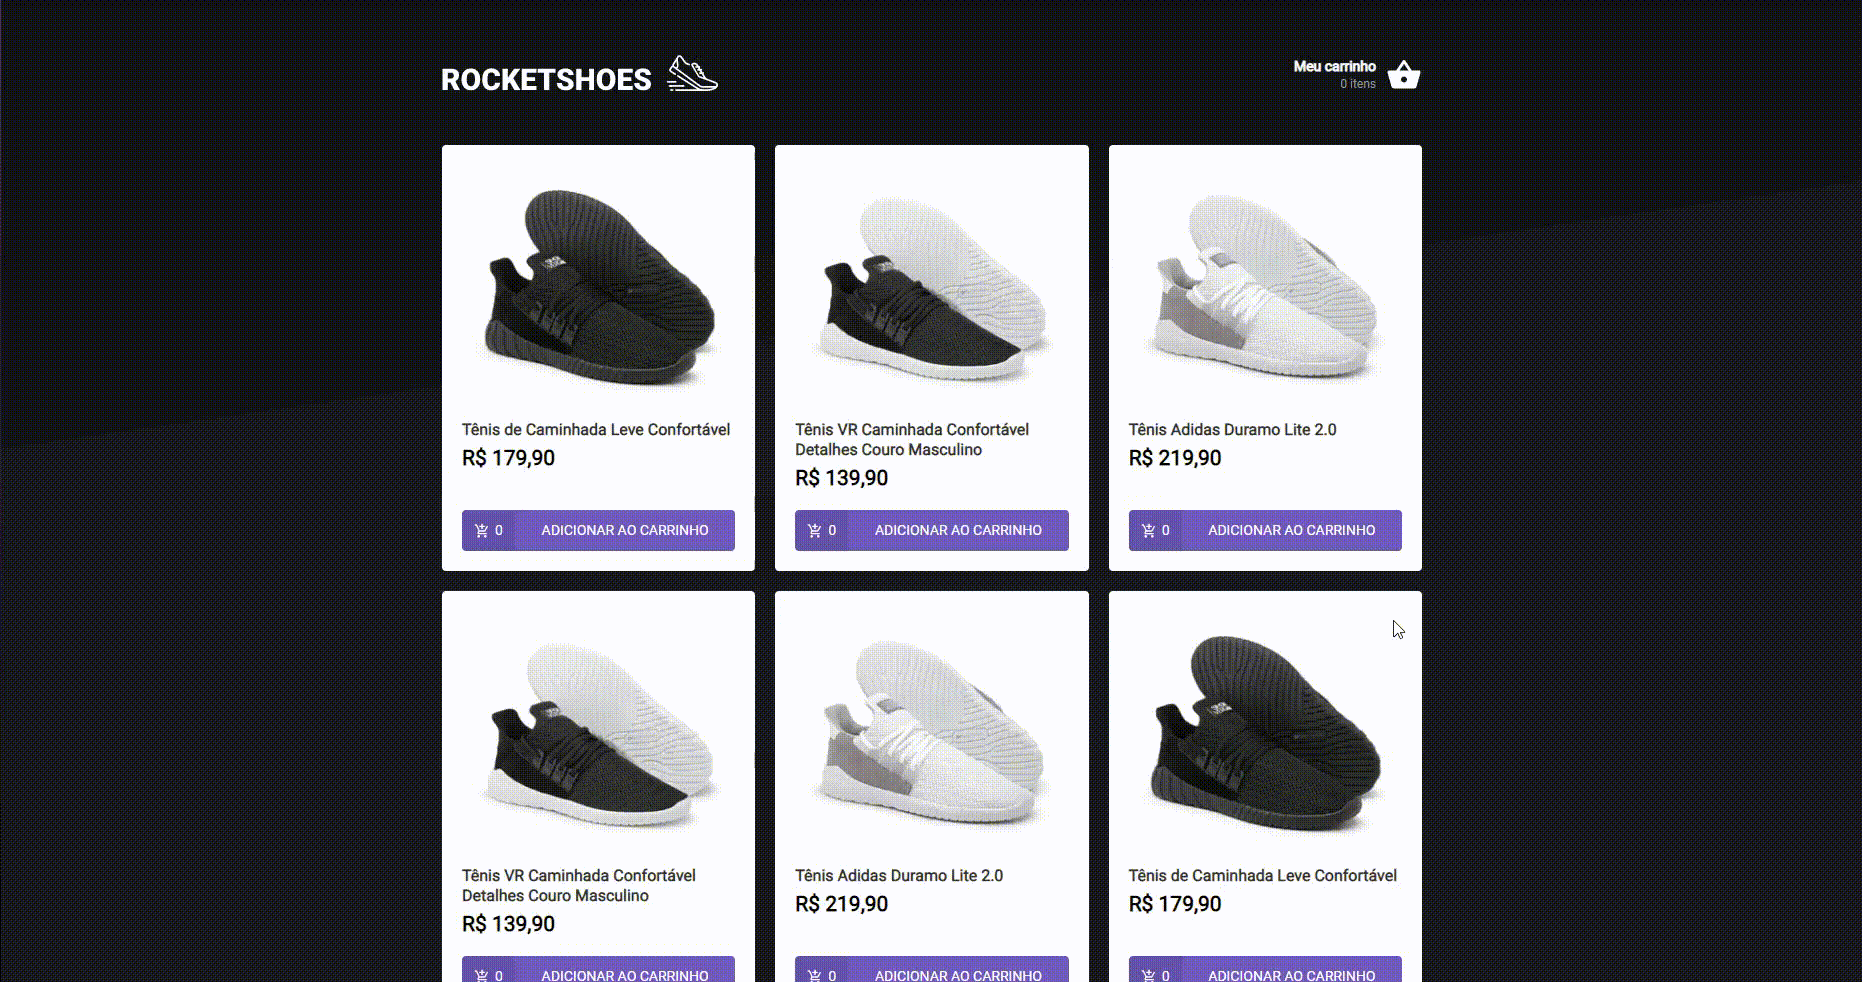 ROCKETSHOES
Meu carrinho
0 itens
Tênis de Caminhada Leve Confortável
R$ 179,90
0 ADICIONAR AO CARRINHO
Tênis VR Caminhada Confortável
Detalhes Couro Masculino
R$ 139,90
0 ADICIONAR AO CARRINHO
Tênis Adidas Duramo Lite 2.0
R$ 219,90
0 ADICIONAR AO CARRINHO
Tênis VR Caminhada Confortável
Detalhes Couro Masculino
R$ 139,90
0 ADICIONAR AO CARRINHO
Tênis Adidas Duramo Lite 2.0
R$ 219,90
0 ADICIONAR AO CARRINHO
Tênis de Caminhada Leve Confortável
R$ 179,90
0 ADICIONAR AO CARRINHO